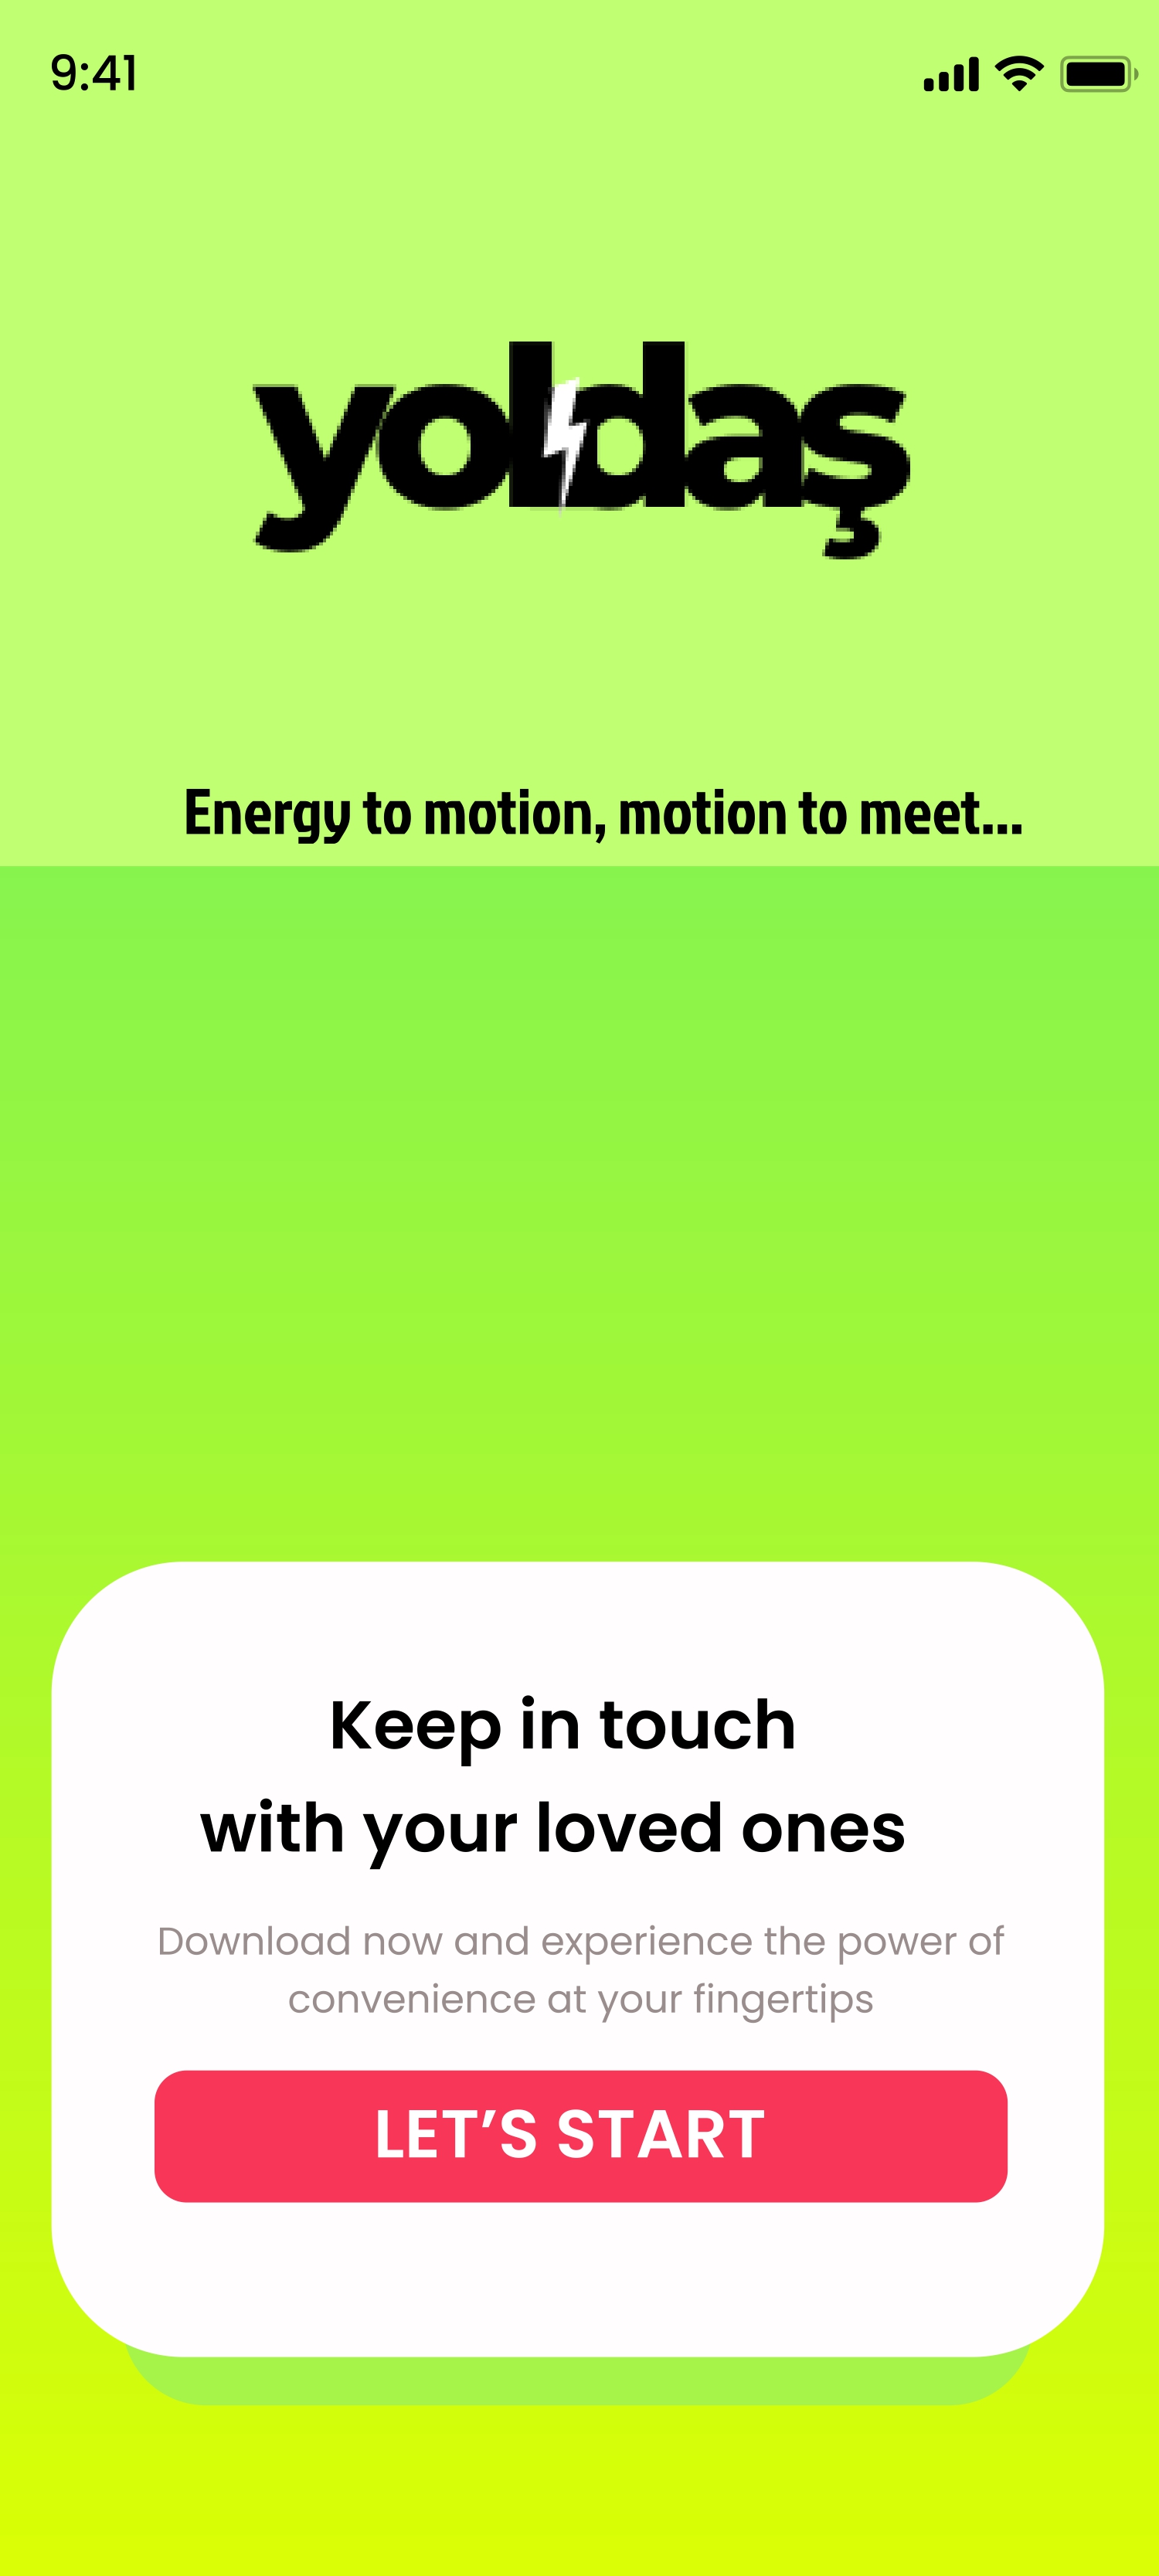 9:41
yoldaş
Energy to motion, motion to meet...
Keep in touch
with your loved ones
Download now and experience the power of
convenience at your fingertips
LET’S START